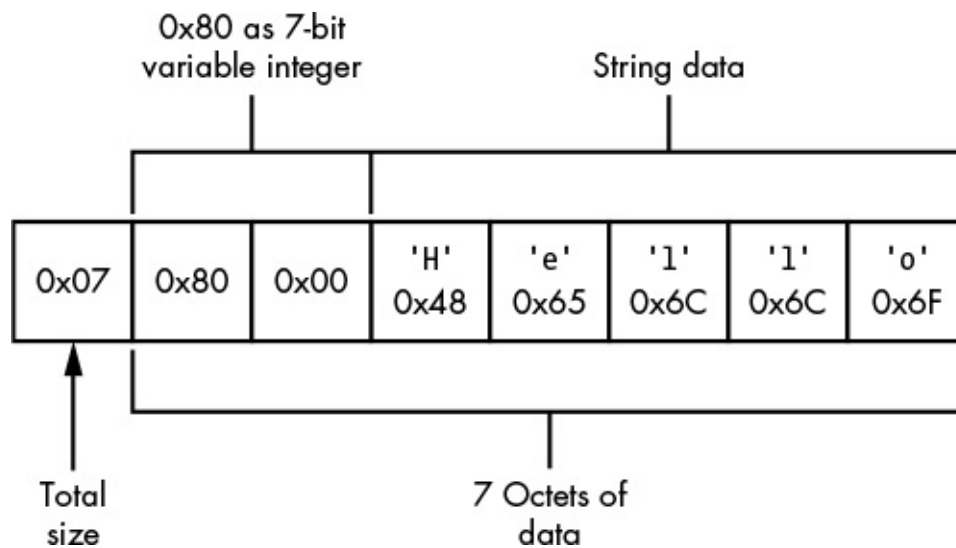 0x80 as 7-bit
variable integer
String data
0x07
0x80
0x00
'H'
0x48
'e'
0x65
'l'
0x6C
'l'
0x6C
'o'
0x6F
Total
size
7 Octets of
data